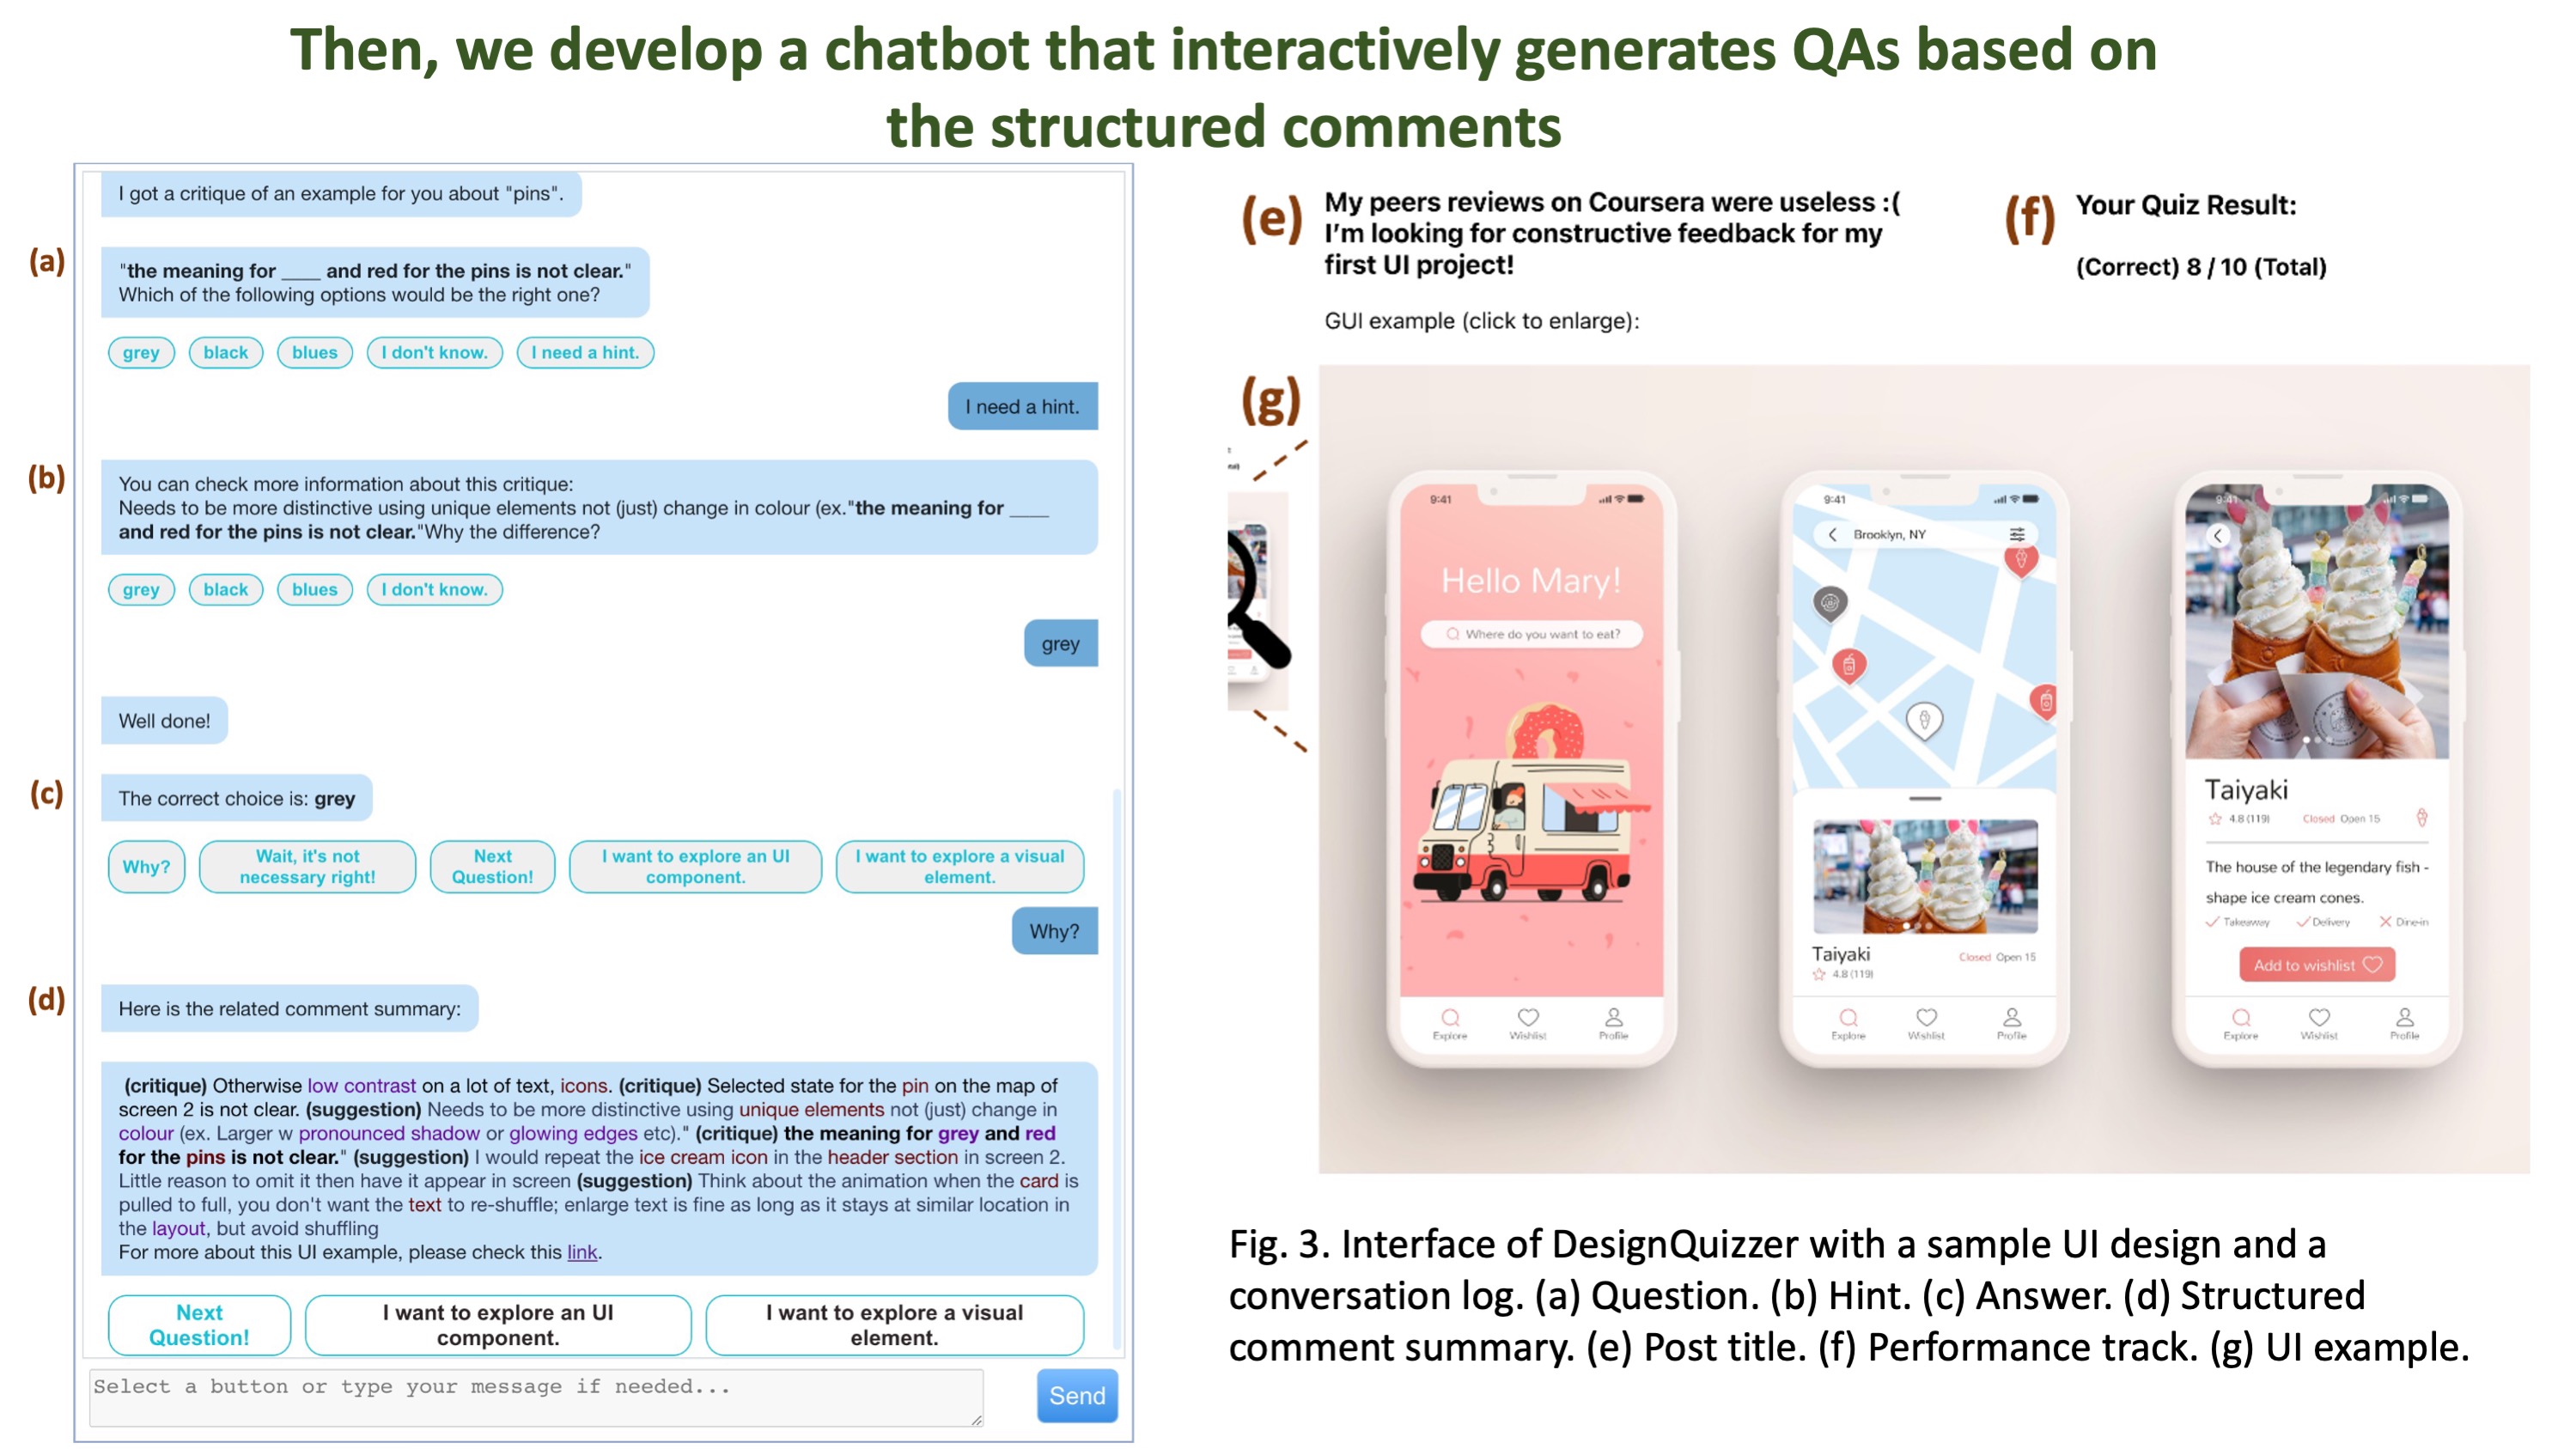 Then, we develop a chatbot that interactively generates QAs based on
the structured comments
I got a critique of an example for you about "pins".
(a)
"the meaning for ____ and red for the pins is not clear."
Which of the following options would be the right one?
grey black blues I don't know. I need a hint.
I need a hint.
(b)
You can check more information about this critique:
Needs to be more distinctive using unique elements not (just) change in colour (ex."the meaning for ____
and red for the pins is not clear."Why the difference?
grey black blues I don't know.
grey
Well done!
(c)
The correct choice is: grey
Why?
Wait, it's not
necessary right!
Next
Question!
I want to explore an UI
component.
I want to explore a visual
element.
Why?
(d)
Here is the related comment summary:
(critique) Otherwise low contrast on a lot of text, icons. (critique) Selected state for the pin on the map of
screen 2 is not clear. (suggestion) Needs to be more distinctive using unique elements not (just) change in
colour (ex. Larger w pronounced shadow or glowing edges etc)." (critique) the meaning for grey and red
for the pins is not clear." (suggestion) I would repeat the ice cream icon in the header section in screen 2.
Little reason to omit it then have it appear in screen (suggestion) Think about the animation when the card is
pulled to full, you don't want the text to re-shuffle; enlarge text is fine as long as it stays at similar location in
the layout, but avoid shuffling
For more about this UI example, please check this link.
Next
Question!
I want to explore an UI
component.
I want to explore a visual
element.
Select a button or type your message if needed...
Send
(e)
My peers reviews on Coursera were useless :(
I'm looking for constructive feedback for my
first UI project!
GUI example (click to enlarge):
(f)
Your Quiz Result:
(Correct) 8 / 10 (Total)
(g)
9:41
Hello Mary!
Where do you want to eat?
Explore Wishlist Profile
9:41
Brooklyn, NY
Taiyaki
Closed Open 15
4.8 (119)
Explore Wishlist Profile
9:41
Taiyaki
4.8 (119) Closed Open 15
The house of the legendary fish -
shape ice cream cones.
Takeaway Delivery Dine-in
Add to wishlist
Explore Wishlist Profile
Fig. 3. Interface of DesignQuizzer with a sample UI design and a
conversation log. (a) Question. (b) Hint. (c) Answer. (d) Structured
comment summary. (e) Post title. (f) Performance track. (g) UI example.